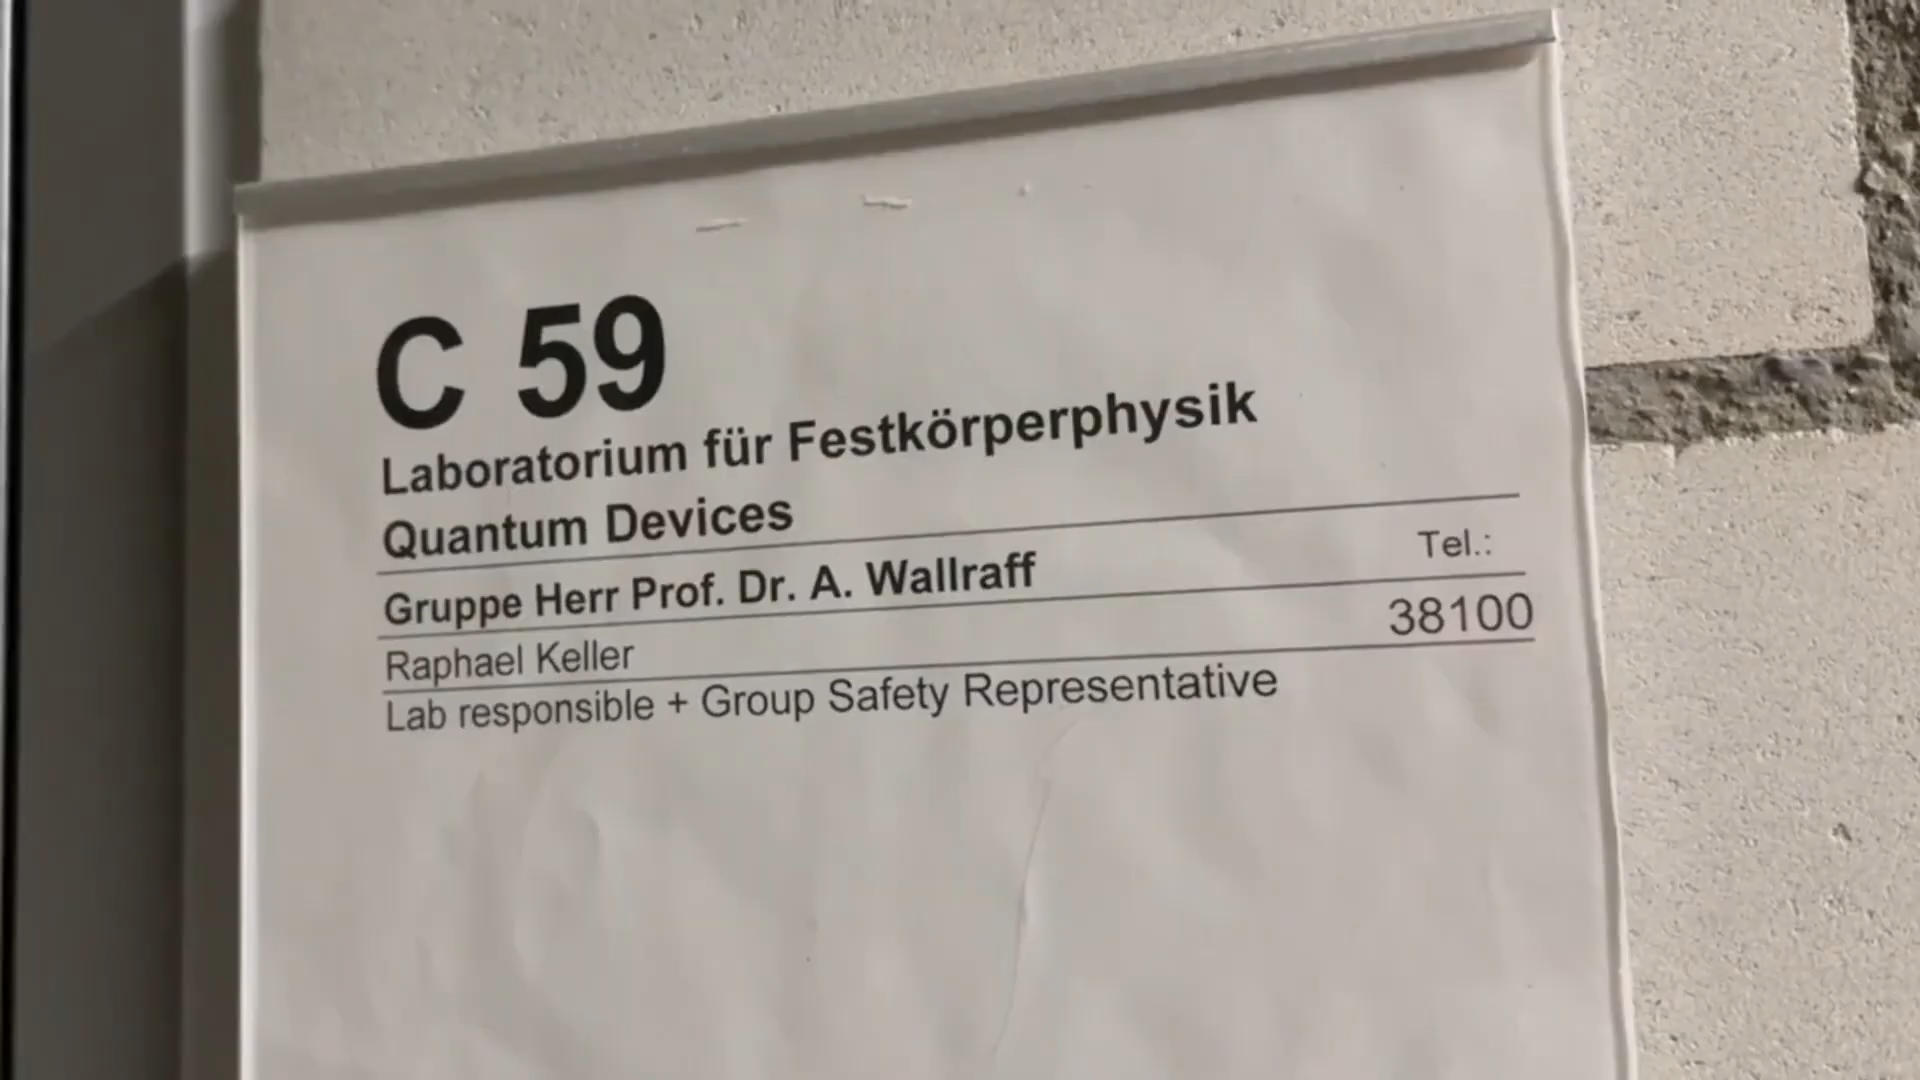 C 59
Laboratorium für Festkörperphysik
Quantum Devices
Tel.:
Gruppe Herr Prof. Dr. A. Wallraff
Raphael Keller 38100
Lab responsible + Group Safety Representative